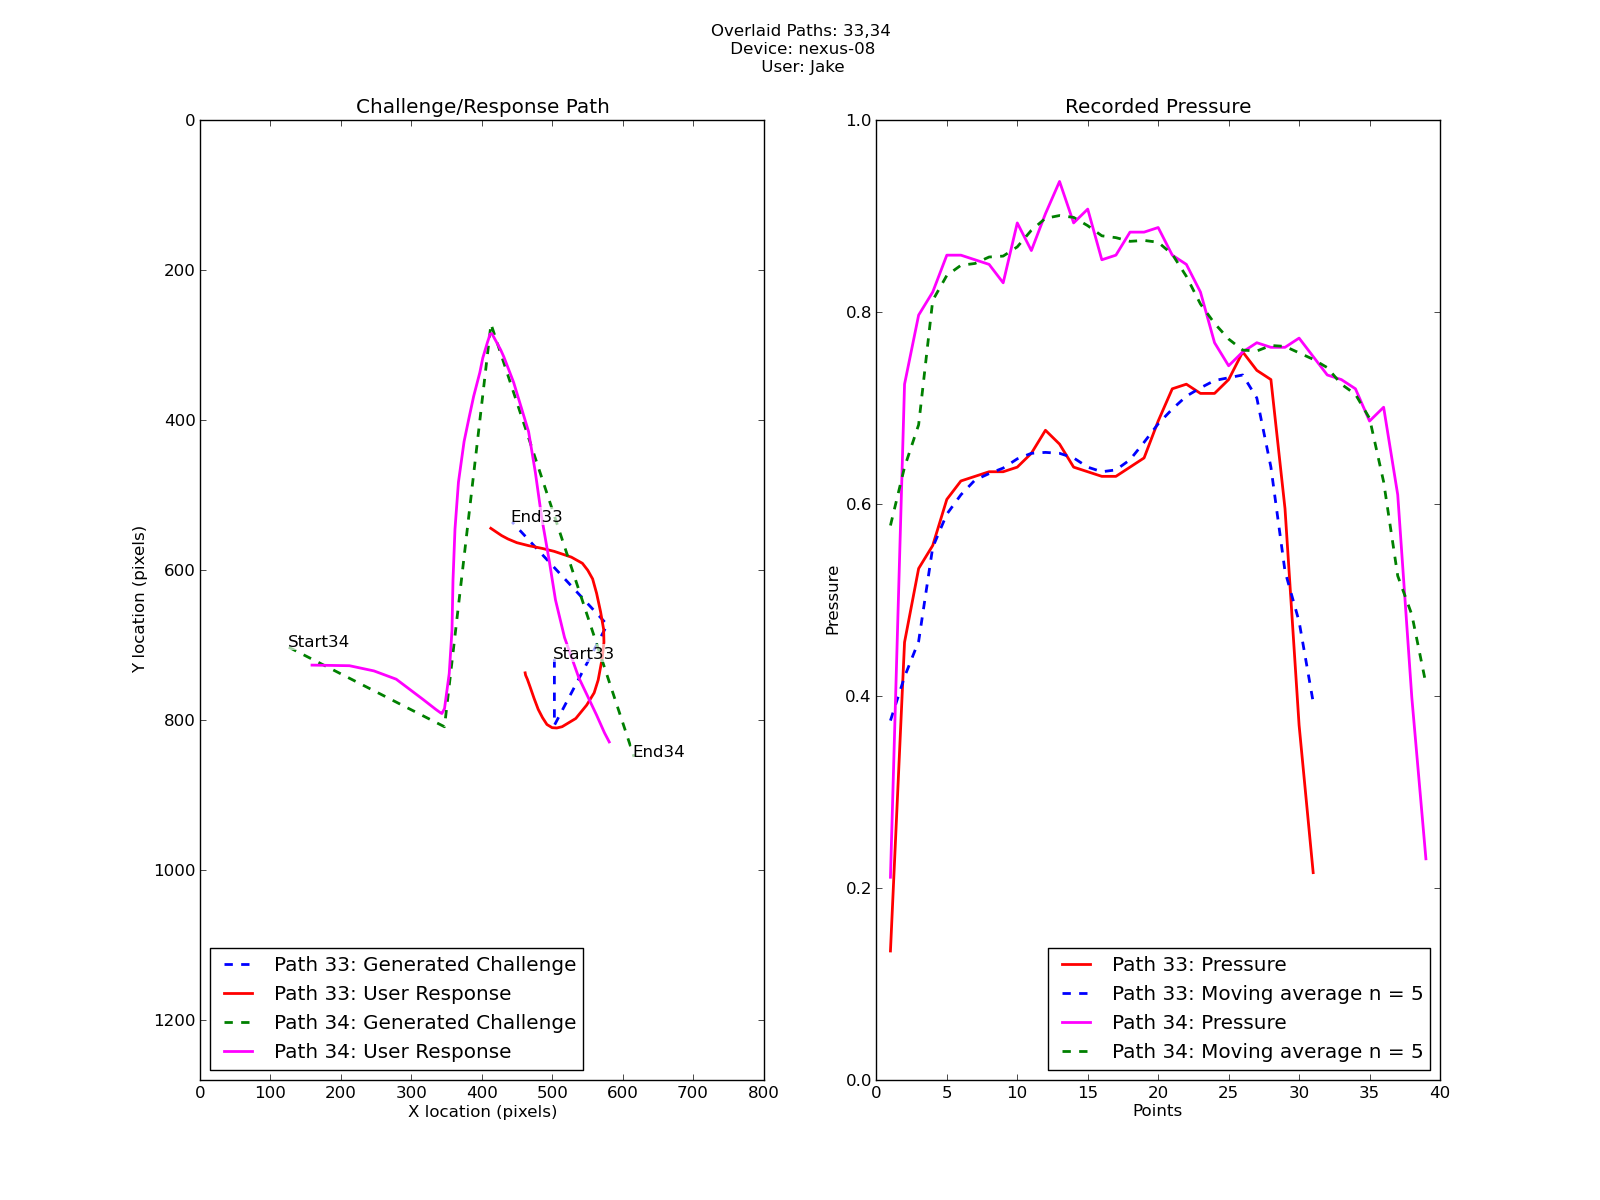 Overlaid Paths: 33,34
Device: nexus-08
User: Jake
Challenge/Response Path
0
200
400
600
800
1000
1200
Y location (pixels)
End33
Start34
Start33
End34
Path 33: Generated Challenge
Path 33: User Response
Path 34: Generated Challenge
Path 34: User Response
0 100 200 300 400 500 600 700 800
X location (pixels)
Recorded Pressure
1.0
0.8
0.6
0.4
0.2
0.0
Pressure
Path 33: Pressure
Path 33: Moving average n = 5
Path 34: Pressure
Path 34: Moving average n = 5
0 5 10 15 20 25 30 35 40
Points